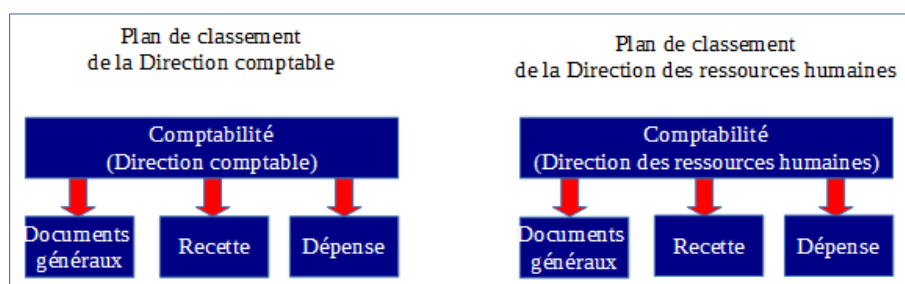 Plan de classement
de la Direction comptable
Comptabilité
(Direction comptable)
Documents
généraux
Recette
Dépense
Plan de classement
de la Direction des ressources humaines
Comptabilité
(Direction des ressources humaines)
Documents
généraux
Recette
Dépense